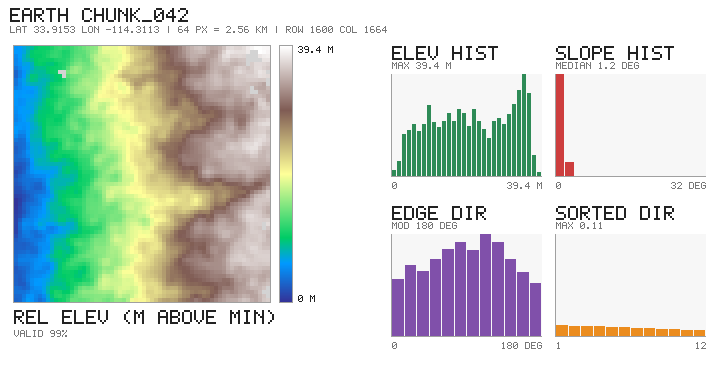 EARTH CHUNK_042
LAT 33.9153 LON -114.3113 | 64 PX = 2.56 KM | ROW 1600 COL 1664
39.4 M
0 M
REL ELEV (M ABOVE MIN)
VALID 99%
ELEV HIST
MAX 39.4 M
0 39.4 M
SLOPE HIST
MEDIAN 1.2 DEG
0 32 DEG
EDGE DIR
MOD 180 DEG
0 180 DEG
SORTED DIR
MAX 0.11
1 12